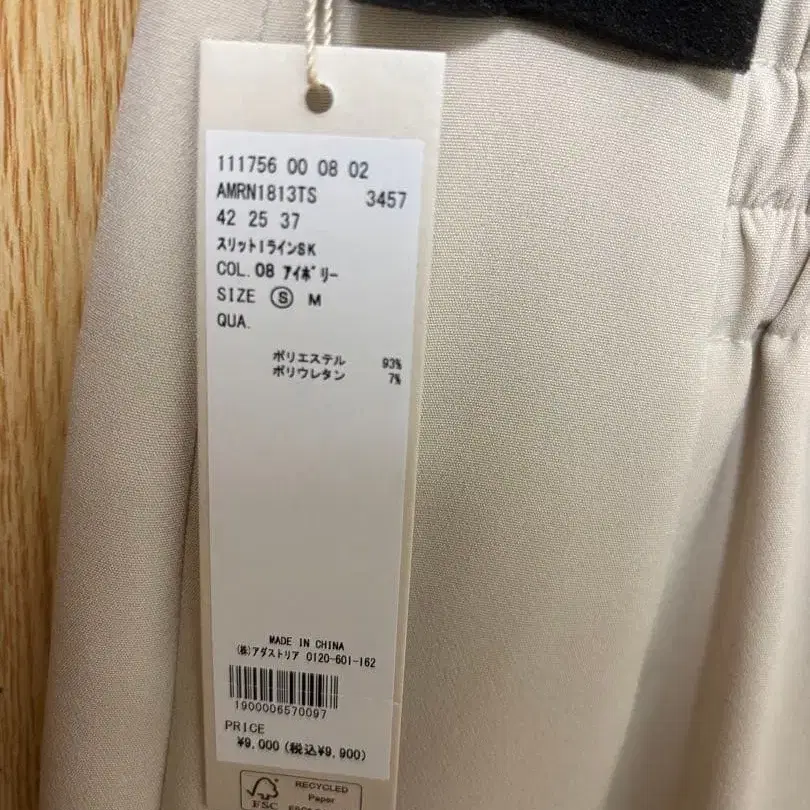 111756 00 08 02
AMRN1813TS 3457
42 25 37
スリットIラインSK
COL.08 アイボリー
SIZE Ⓢ M
QUA.
ポリエステル 93%
ポリウレタン 7%
MADE IN CHINA
(株)アダストリア 0120-601-162
1900006570097
PRICE
¥9,000(税込¥9,900)
RECYCLED
Paper
FSC